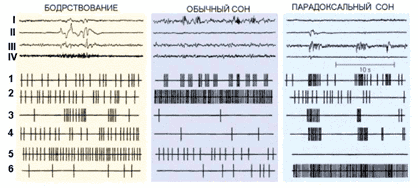 БОДРСТВОВАНИЕ
ОБЫЧНЫЙ СОН
ПАРАДОКСАЛЬНЫЙ СОН
I
II
III
IV
10 s
1
2
3
4
5
6